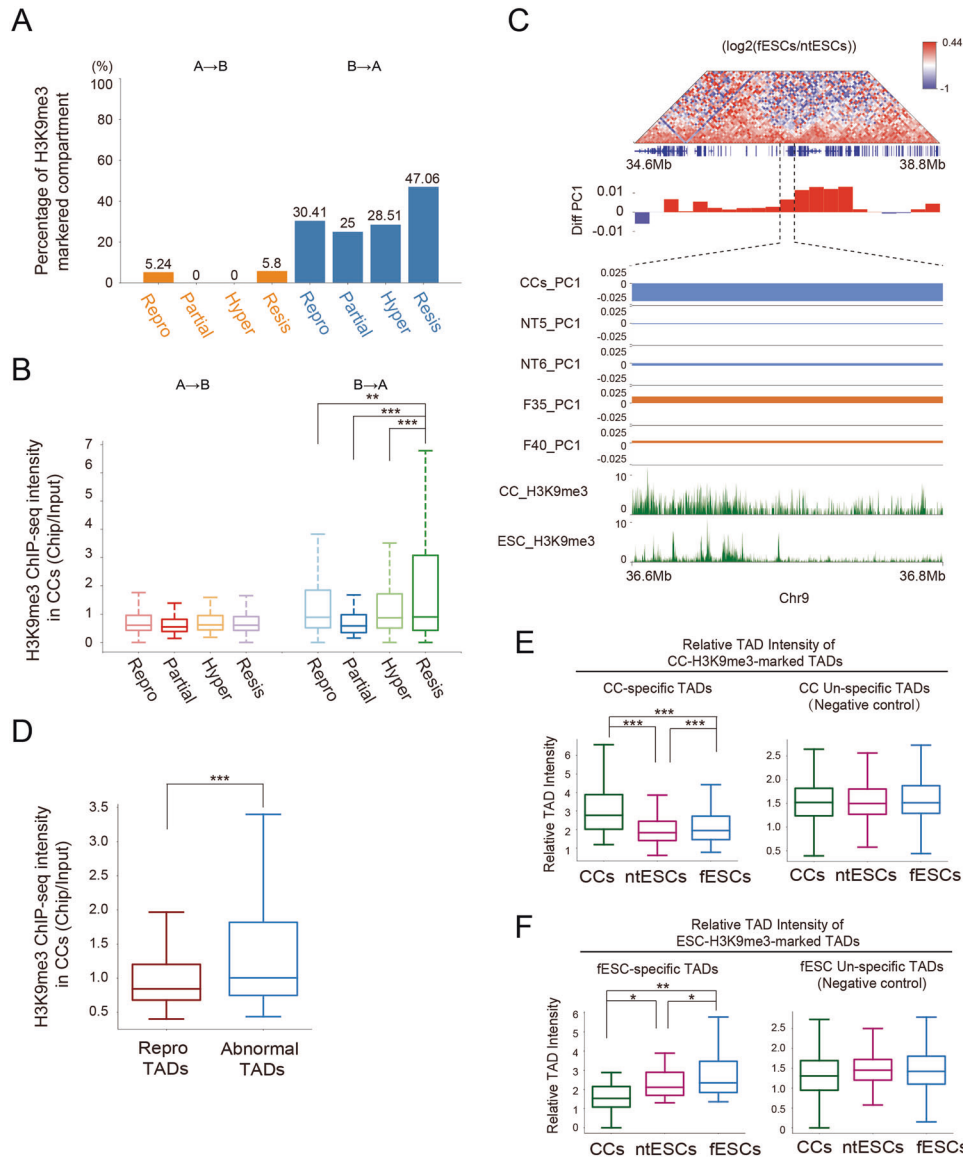 A
(%)
A→B
B→A
Percentage of H3K9me3
markered compartment
100
80
60
40
20
0
5.24
0
0
5.8
30.41
25
28.51
47.06
Repro
Partial
Hyper
Resis
Repro
Partial
Hyper
Resis
B
A→B
B→A
**
***
***
H3K9me3 ChIP-seq intensity
in CCs (Chip/Input)
7
6
5
4
3
2
1
0
Repro
Partial
Hyper
Resis
Repro
Partial
Hyper
Resis
C
(log2(fESCs/ntESCs))
0.44
-1
34.6Mb
38.8Mb
Diff PC1
0.01
0
-0.01
CCs_PC1
0.025
0
-0.025
NT5_PC1
0.025
0
-0.025
NT6_PC1
0.025
0
-0.025
F35_PC1
0.025
0
-0.025
F40_PC1
0.025
0
-0.025
CC_H3K9me3
10
0
ESC_H3K9me3
10
0
36.6Mb
36.8Mb
Chr9
D
***
H3K9me3 ChIP-seq intensity
in CCs (Chip/Input)
3.5
3.0
2.5
2.0
1.5
1.0
0.5
Repro
TADs
Abnormal
TADs
E
Relative TAD Intensity of
CC-H3K9me3-marked TADs
CC-specific TADs
CC Un-specific TADs
(Negative control)
***
***
***
Relative TAD Intensity
6
5
4
3
2
1
CCs
ntESCs
fESCs
2.5
2.0
1.5
1.0
0.5
CCs
ntESCs
fESCs
F
Relative TAD Intensity of
ESC-H3K9me3-marked TADs
fESC-specific TADs
fESC Un-specific TADs
(Negative control)
**
*
*
Relative TAD Intensity
6
5
4
3
2
1
0
CCs
ntESCs
fESCs
2.5
2.0
1.5
1.0
0.5
0
CCs
ntESCs
fESCs